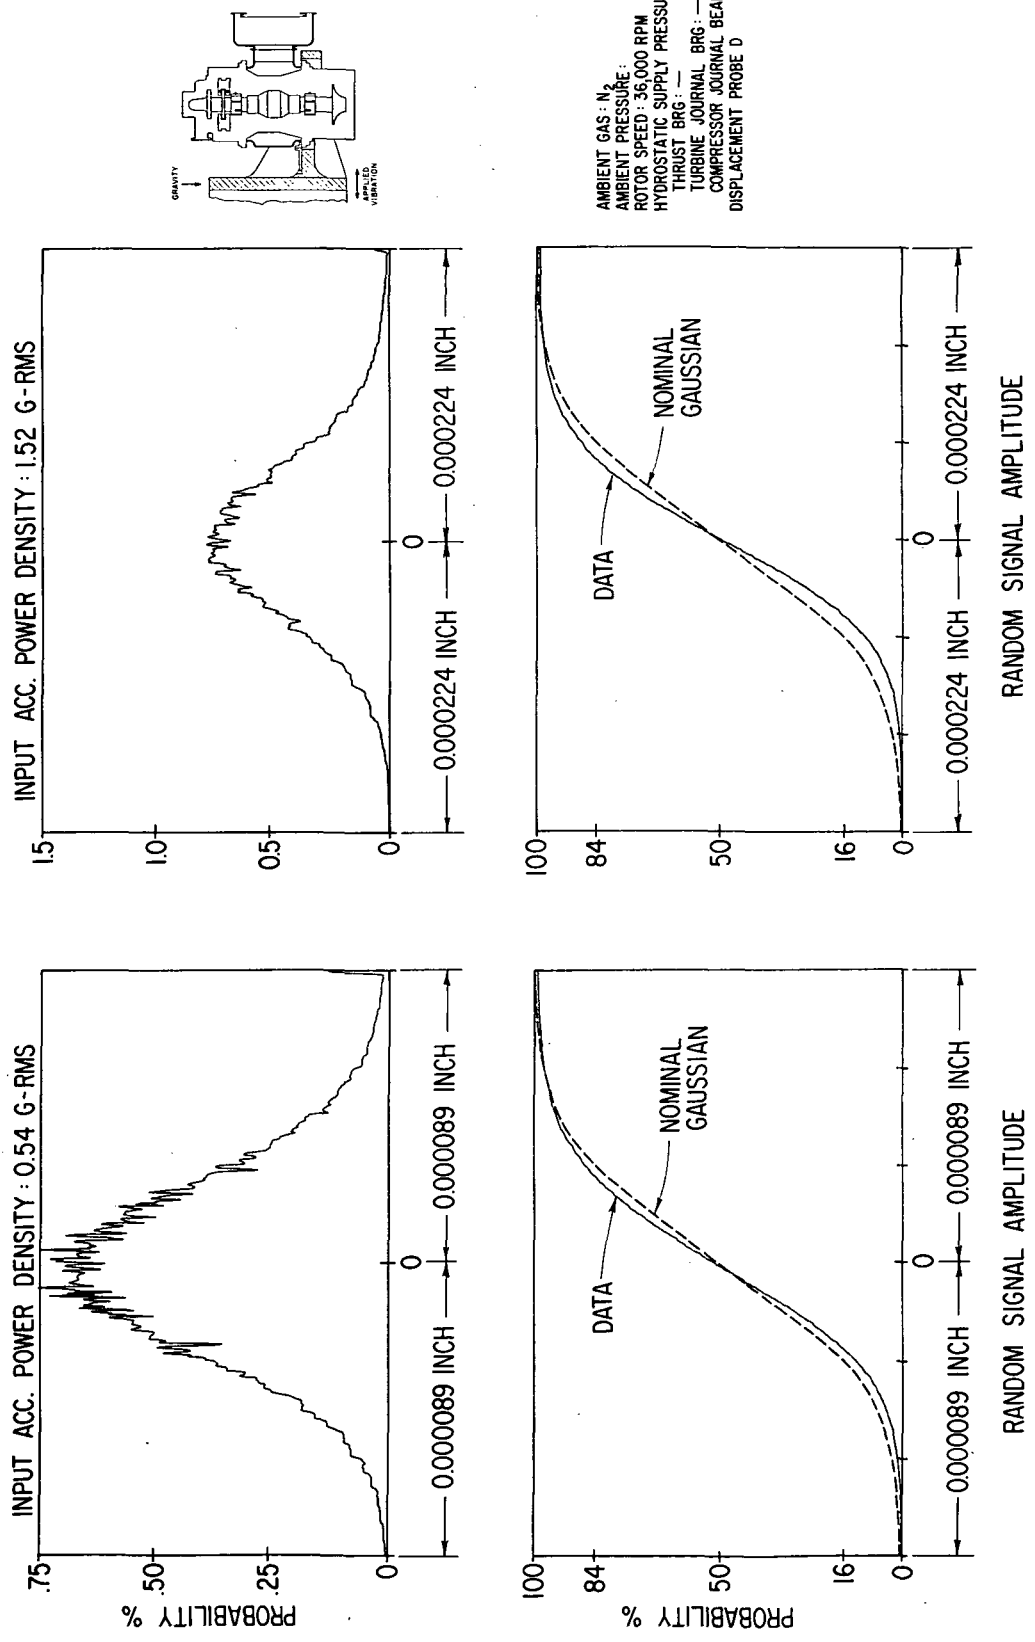 INPUT ACC. POWER DENSITY : 0.54 G-RMS
.75
.50
.25
0
PROBABILITY %
0
0.000089 INCH
0.000089 INCH
INPUT ACC. POWER DENSITY : 1.52 G-RMS
1.5
1.0
0.5
0
0
0.000224 INCH
0.000224 INCH
GRAVITY
APPLIED
VIBRATION
100
84
50
16
0
PROBABILITY %
DATA
NOMINAL
GAUSSIAN
0
0.000089 INCH
0.000089 INCH
RANDOM SIGNAL AMPLITUDE
100
84
50
16
0
DATA
NOMINAL
GAUSSIAN
0
0.000224 INCH
0.000224 INCH
RANDOM SIGNAL AMPLITUDE
AMBIENT GAS : N2
AMBIENT PRESSURE :
ROTOR SPEED : 36,000 RPM
HYDROSTATIC SUPPLY
THRUST BRG : —
TURBINE JOURNAL BRG : —
COMPRESSOR JOURNAL
DISPLACEMENT PROBE D